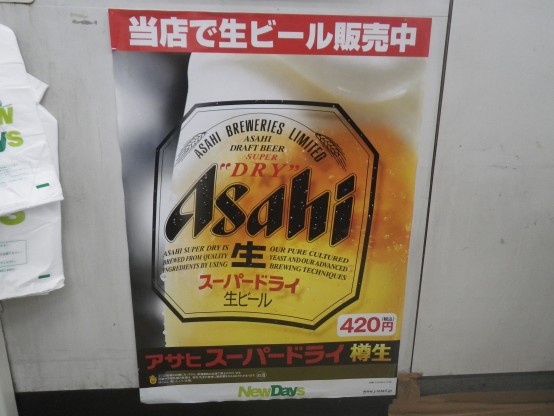 当店で生ビール販売中
ASAHI BREWERIES LIMITED
ASAHI
DRAFT BEER
SUPER
"DRY"
Asahi
生
ASAHI SUPER DRY IS
BREWED FROM QUALITY
INGREDIENTS BY USING
OUR PURE CULTURED
YEAST AND OUR ADVANCED
BREWING TECHNIQUES
スーパードライ
生ビール
420円
(税込)
アサヒ スーパードライ 樽生
NewDays
Days